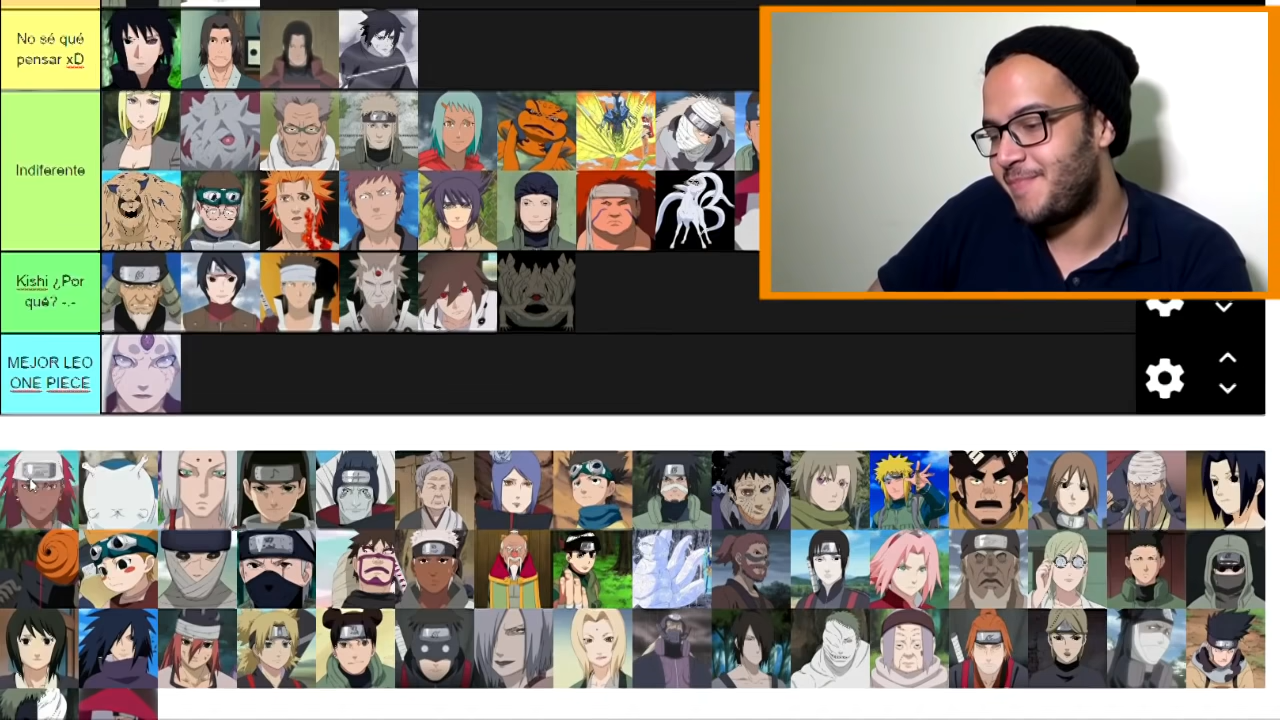 No sé qué
pensar xD
Indiferente
Kishi ¿Por
qué? -.-
MEJOR LEO
ONE PIECE